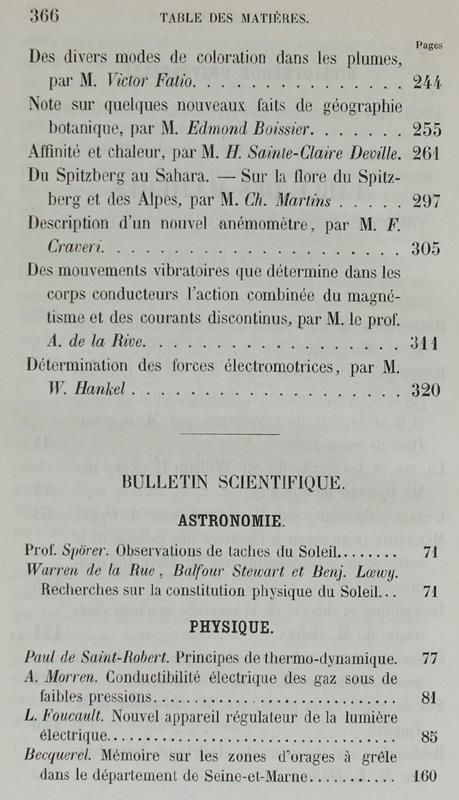 366 TABLE DES MATIÈRES.
Pages
Des divers modes de coloration dans les plumes,
par M. Victor Fatio. . . . . . . . . . . . . . . . 244
Note sur quelques nouveaux faits de géographie
botanique, par M. Edmond Boissier. . . . . . . . 255
Affinité et chaleur, par M. H. Sainte-Claire Deville. 261
Du Spitzberg au Sahara. — Sur la flore du Spitz-
berg et des Alpes, par M. Ch. Martins . . . . . 297
Description d'un nouvel anémomètre, par M. F.
Craveri. . . . . . . . . . . . . . . . . . . . 305
Des mouvements vibratoires que détermine dans les
corps conducteurs l'action combinée du magné-
tisme et des courants discontinus, par M. le prof.
A. de la Rive. . . . . . . . . . . . . . . . . . 311
Détermination des forces électromotrices, par M.
W. Hankel . . . . . . . . . . . . . . . . . . . 320
BULLETIN SCIENTIFIQUE.
ASTRONOMIE.
Prof. Spörer. Observations de taches du Soleil........ 71
Warren de la Rue, Balfour Stewart et Benj. Lœwy.
Recherches sur la constitution physique du Soleil... 71
PHYSIQUE.
Paul de Saint-Robert. Principes de thermo-dynamique. 77
A. Morren. Conductibilité électrique des gaz sous de
faibles pressions............................ 81
L. Foucault. Nouvel appareil régulateur de la lumière
électrique.................................. 85
Becquerel. Mémoire sur les zones d'orages à grêle
dans le département de Seine-et-Marne........... 160